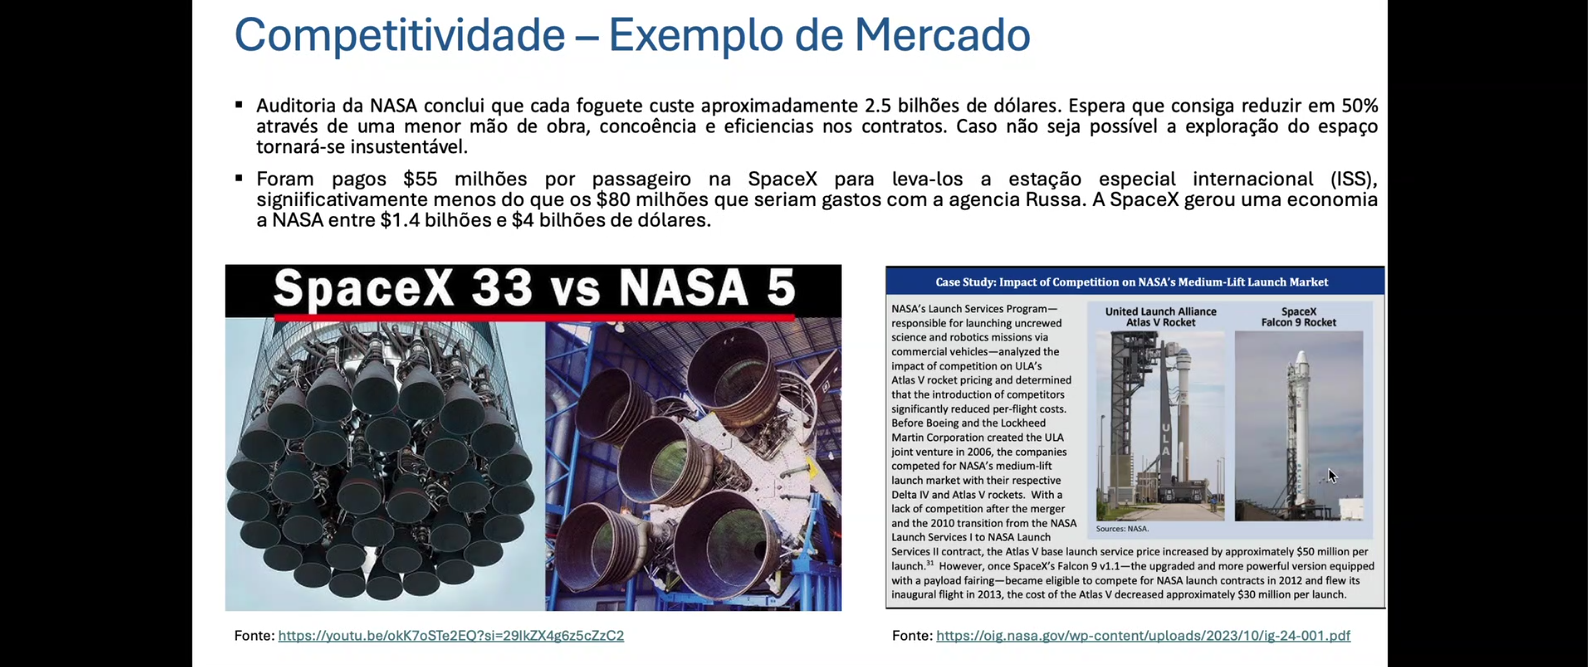 Competitividade – Exemplo de Mercado
▪ Auditoria da NASA conclui que cada foguete custe aproximadamente 2.5 bilhões de dólares. Espera que consiga reduzir em 50%
através de uma menor mão de obra, concoência e eficiencias nos contratos. Caso não seja possível a exploração do espaço
tornará-se insustentável.
▪ Foram pagos $55 milhões por passageiro na SpaceX para leva-los a estação especial internacional (ISS),
signiificativamente menos do que os $80 milhões que seriam gastos com a agencia Russa. A SpaceX gerou uma economia
a NASA entre $1.4 bilhões e $4 bilhões de dólares.
SpaceX 33 vs NASA 5
Fonte: https://youtu.be/okK7oSTe2EQ?si=29IkZX4g6z5cZzC2
Case Study: Impact of Competition on NASA's Medium-Lift Launch Market
NASA's Launch Services Program—
responsible for launching uncrewed
science and robotics missions via
commercial vehicles—analyzed the
impact of competition on ULA's
Atlas V rocket pricing and determined
that the introduction of competitors
significantly reduced per-flight costs.
Before Boeing and the Lockheed
Martin Corporation created the ULA
joint venture in 2006, the companies
competed for NASA's medium-lift
launch market with their respective
Delta IV and Atlas V rockets. With a
lack of competition after the merger
and the 2010 transition from the NASA
Launch Services I to NASA Launch
Services II contract, the Atlas V base launch service price increased by approximately $50 million per
launch.31 However, once SpaceX's Falcon 9 v1.1—the upgraded and more powerful version equipped
with a payload fairing—became eligible to compete for NASA launch contracts in 2012 and flew its
inaugural flight in 2013, the cost of the Atlas V decreased approximately $30 million per launch.
United Launch Alliance
Atlas V Rocket
ULA
SpaceX
Falcon 9 Rocket
Sources: NASA.
Fonte: https://oig.nasa.gov/wp-content/uploads/2023/10/ig-24-001.pdf